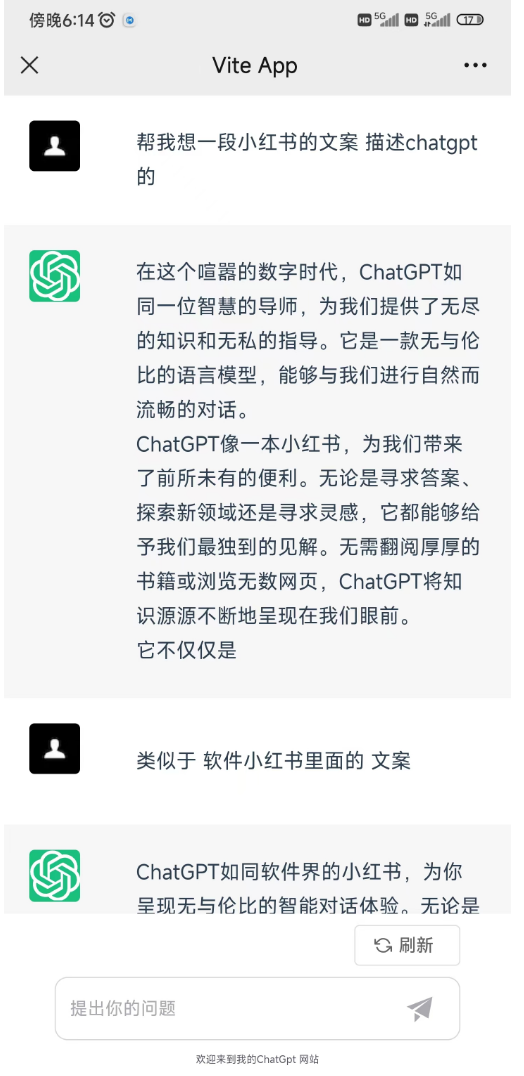 傍晚6:14 HD 5G HD 5G 17
Vite App
帮我想一段小红书的文案 描述chatgpt
的
在这个喧嚣的数字时代，ChatGPT如
同一位智慧的导师，为我们提供了无尽
的知识和无私的指导。它是一款无与伦
比的语言模型，能够与我们进行自然而
流畅的对话。
ChatGPT像一本小红书，为我们带来
了前所未有的便利。无论是寻求答案、
探索新领域还是寻求灵感，它都能够给
予我们最独到的见解。无需翻阅厚厚的
书籍或浏览无数网页，ChatGPT将知
识源源不断地呈现在我们眼前。
它不仅仅是
类似于 软件小红书里面的 文案
ChatGPT如同软件界的小红书，为你
呈现无与伦比的智能对话体验。无论是
刷新
提出你的问题
欢迎来到我的ChatGpt 网站